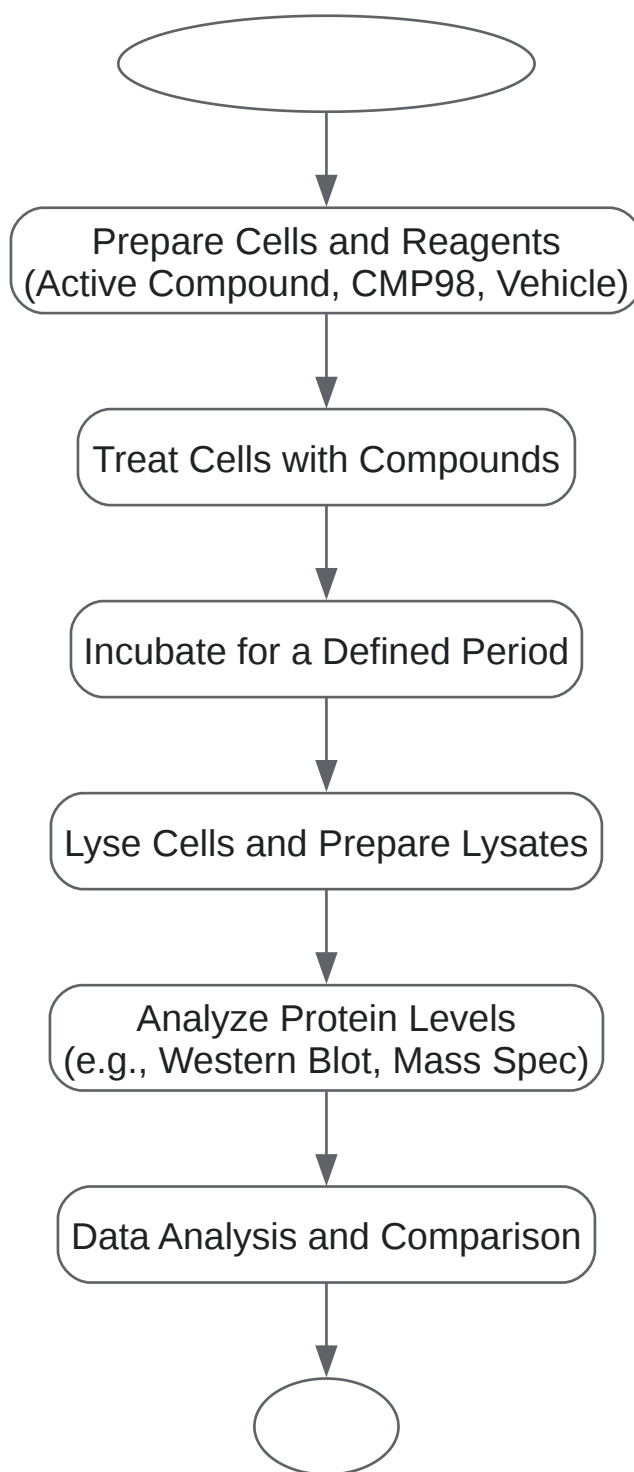 Prepare Cells and Reagents
(Active Compound, CMP98, Vehicle)
Treat Cells with Compounds
Incubate for a Defined Period
Lyse Cells and Prepare Lysates
Analyze Protein Levels
(e.g., Western Blot, Mass Spec)
Data Analysis and Comparison